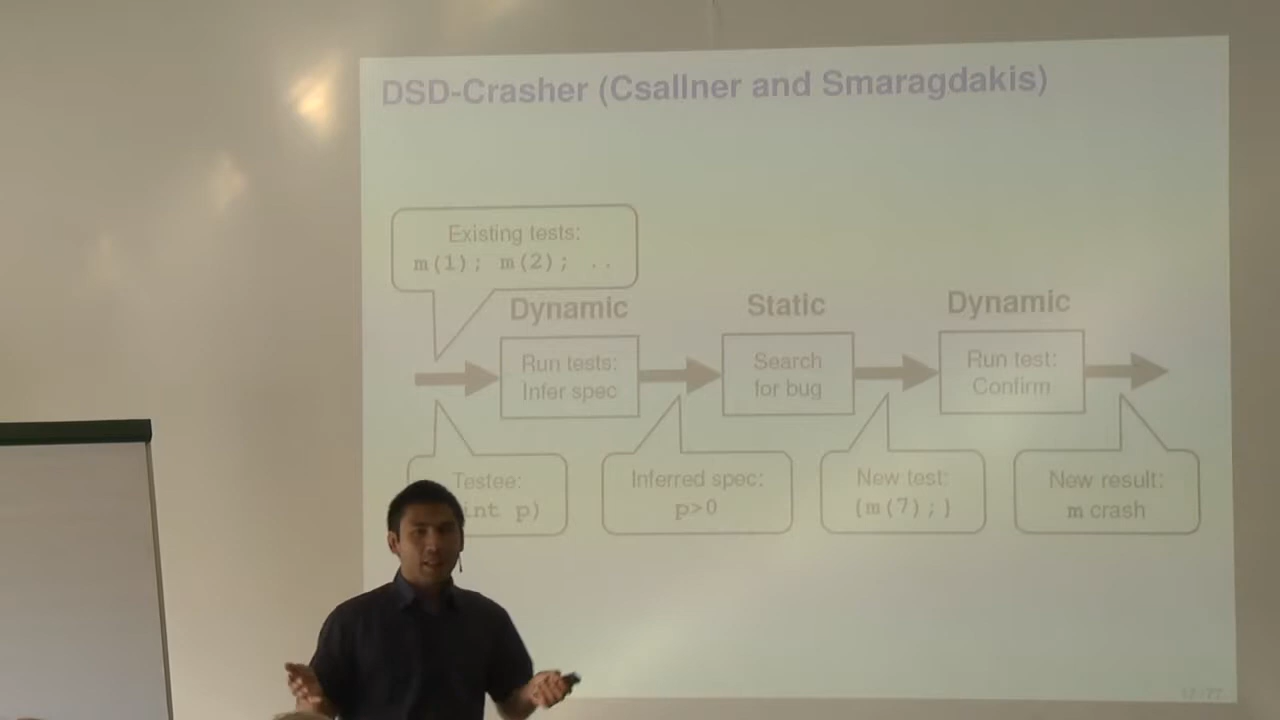 DSD-Crasher (Csallner and Smaragdakis)
Existing tests:
m(1); m(2); ..
Dynamic
Static
Dynamic
Run tests:
Infer spec
Search
for bug
Run test:
Confirm
Testee:
int p)
Inferred spec:
p>0
New test:
{m(7);}
New result:
m crash